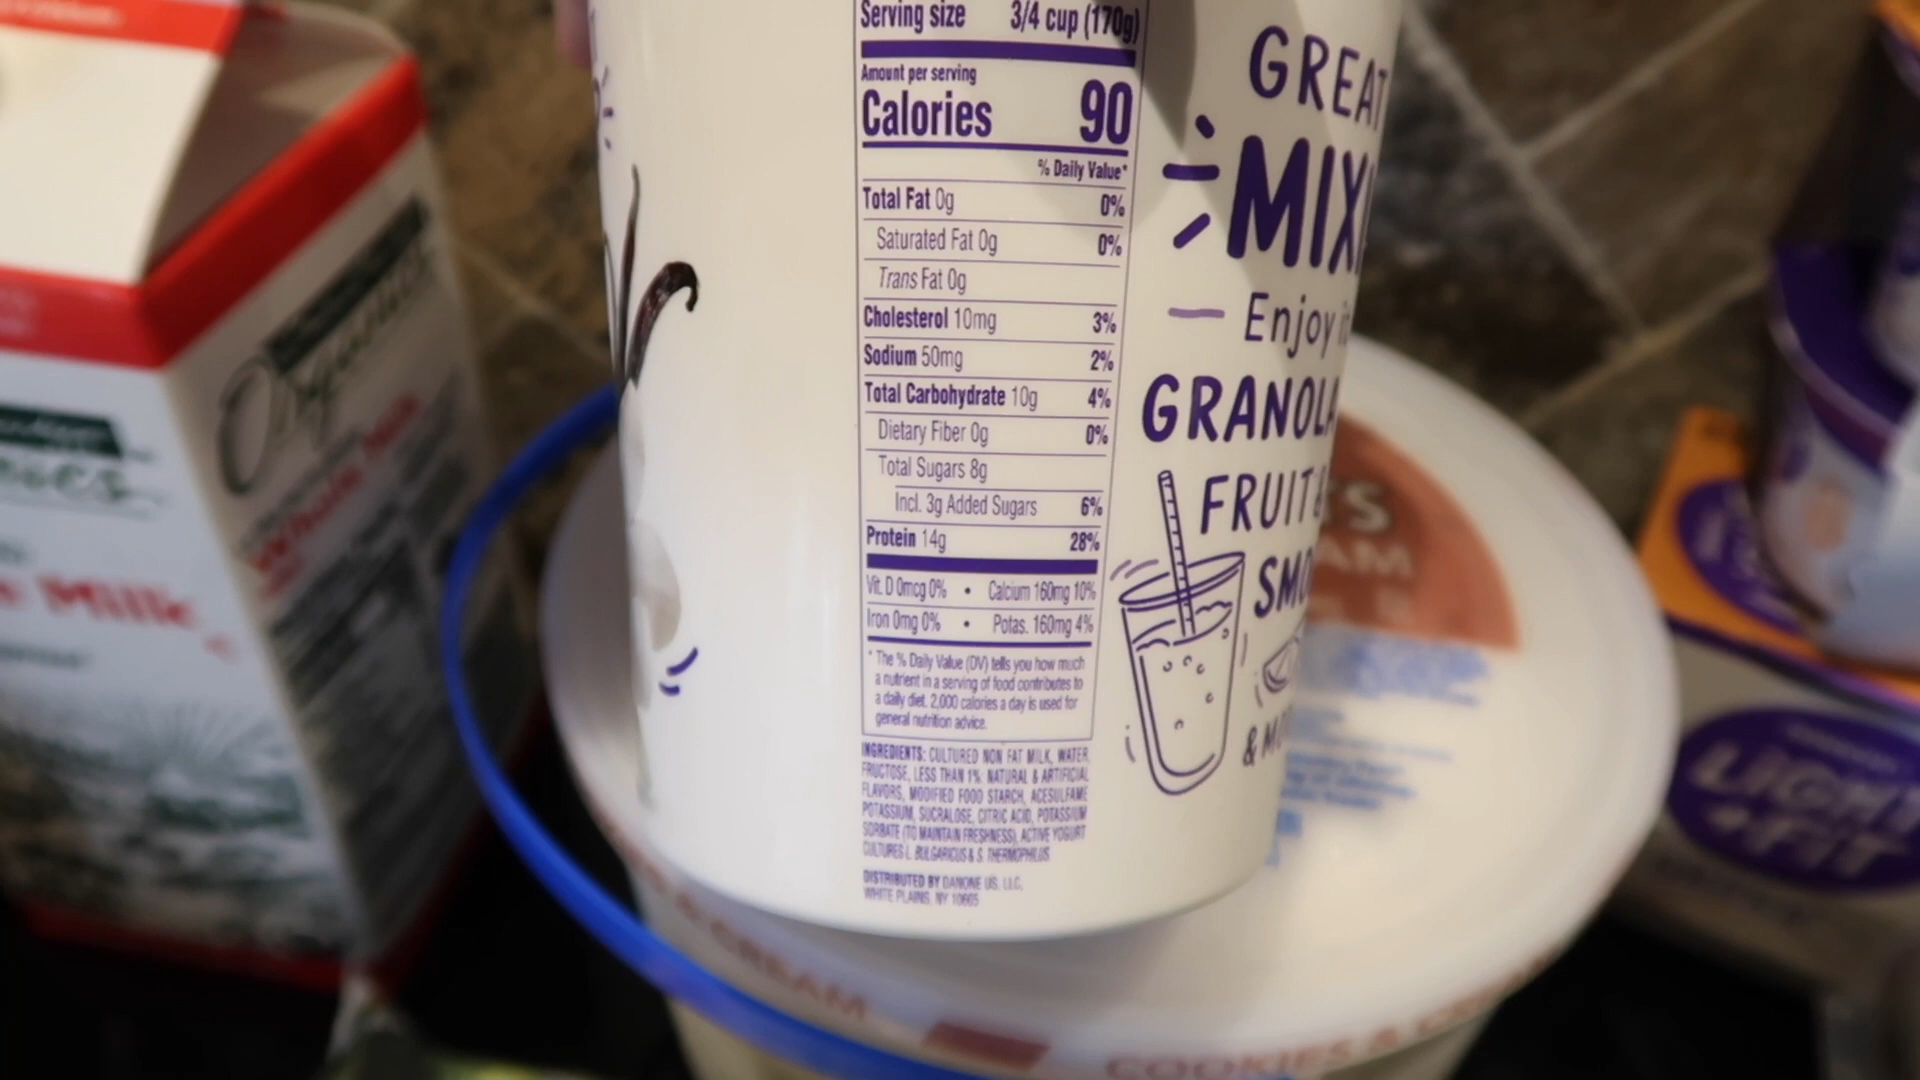 Serving size 3/4 cup (170g)
Amount per serving
Calories 90
% Daily Value*
Total Fat 0g 0%
Saturated Fat 0g 0%
Trans Fat 0g
Cholesterol 10mg 3%
Sodium 50mg 2%
Total Carbohydrate 10g 4%
Dietary Fiber 0g 0%
Total Sugars 8g
Incl. 3g Added Sugars 6%
Protein 14g 28%
Vit. D 0mcg 0% • Calcium 160mg 10%
Iron 0mg 0% • Potas. 160mg 4%
* The % Daily Value (DV) tells you how much
a nutrient in a serving of food contributes to
a daily diet. 2,000 calories a day is used for
general nutrition advice.
INGREDIENTS: CULTURED NON FAT MILK, WATER,
FRUCTOSE, LESS THAN 1% NATURAL & ARTIFICIAL
FLAVORS, MODIFIED FOOD STARCH, ACESULFAME
POTASSIUM, SUCRALOSE, CITRIC ACID, POTASSIUM
SORBATE (TO MAINTAIN FRESHNESS), ACTIVE YOGURT
CULTURES L. BULGARICUS & S. THERMOPHILUS.
DISTRIBUTED BY DANONE US, LLC,
WHITE PLAINS, NY 10605
GREAT
MIX
Enjoy
GRANOLA
FRUIT
Organics
Whole Milk
Milk
CREAM
COOKIES &
LIGHT
+FIT